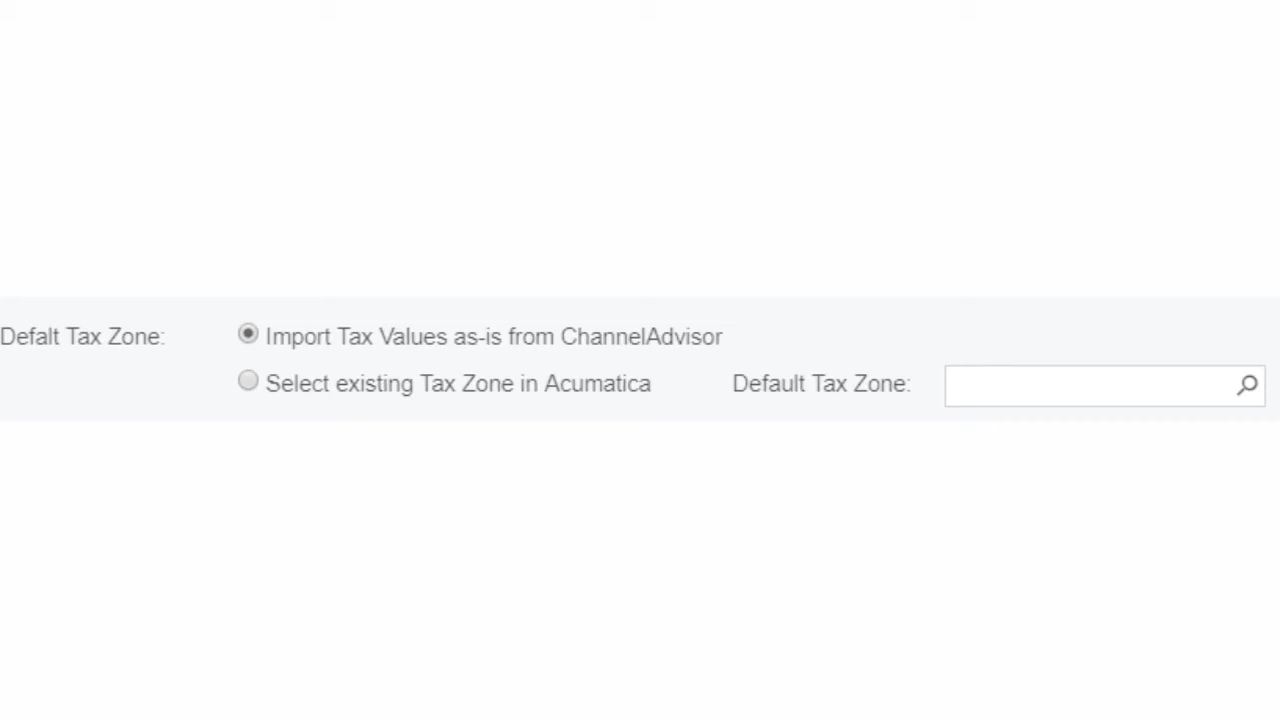 Defalt Tax Zone: Import Tax Values as-is from ChannelAdvisor
Select existing Tax Zone in Acumatica Default Tax Zone: